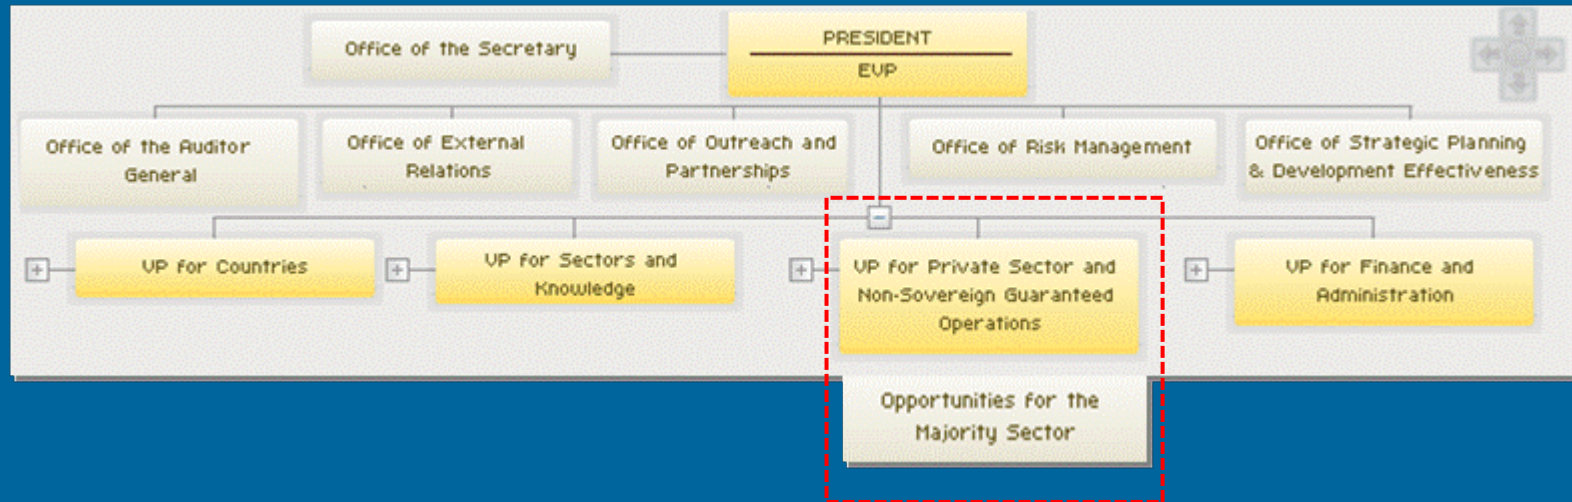 Office of the Secretary
PRESIDENT
EVP
Office of the Auditor
General
Office of External
Relations
Office of Outreach and
Partnerships
Office of Risk Management
Office of Strategic Planning
& Development Effectiveness
VP for Countries
VP for Sectors and
Knowledge
VP for Private Sector and
Non-Sovereign Guaranteed
Operations
VP for Finance and
Administration
Opportunities for the
Majority Sector